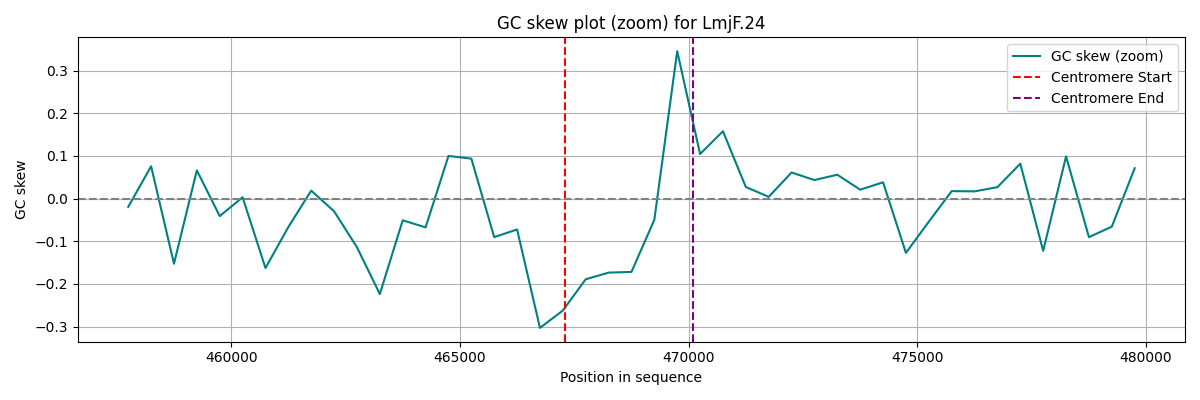 GC skew plot (zoom) for LmjF.24
GC skew (zoom)
Centromere Start
Centromere End
GC skew
0.3
0.2
0.1
0.0
−0.1
−0.2
−0.3
460000 465000 470000 475000 480000
Position in sequence